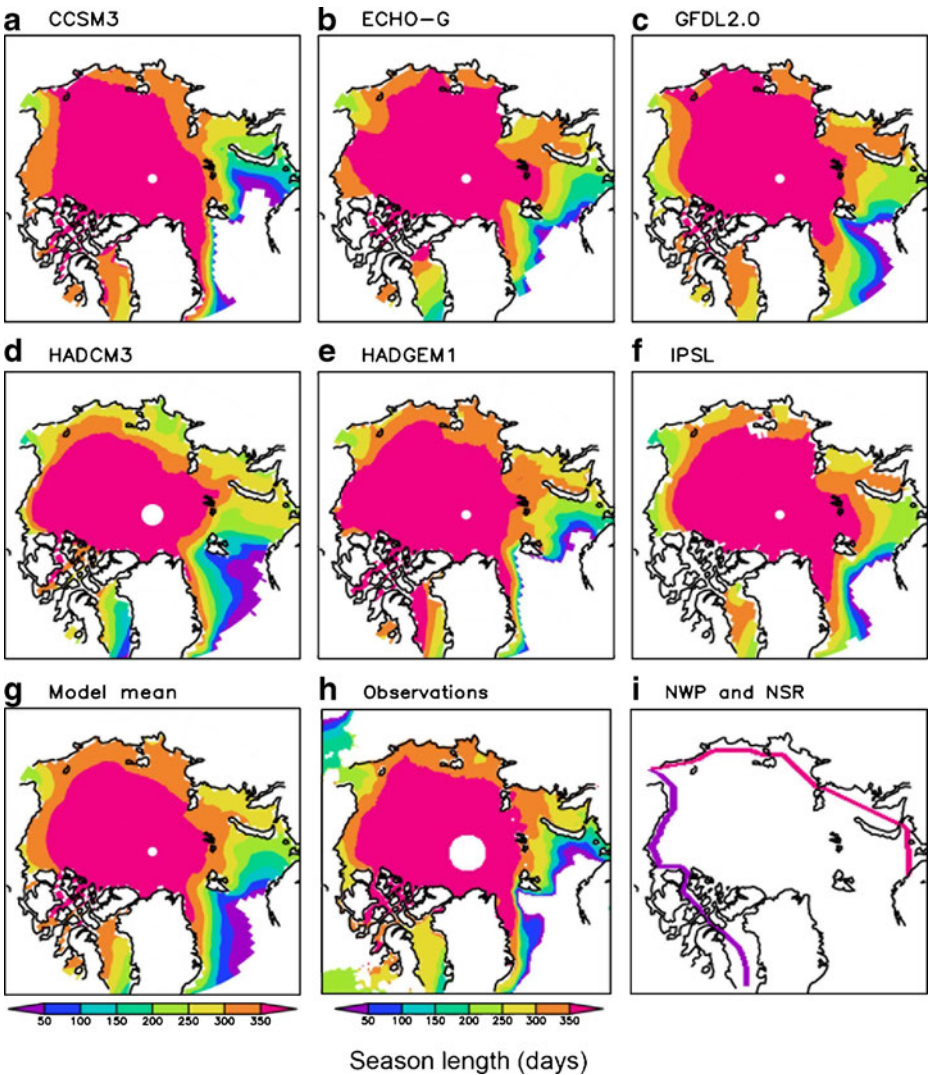 a CCSM3
b ECHO-G
c GFDL2.0
d HADCM3
e HADGEM1
f IPSL
g Model mean
h Observations
i NWP and NSR
50 100 150 200 250 300 350
50 100 150 200 250 300 350
Season length (days)